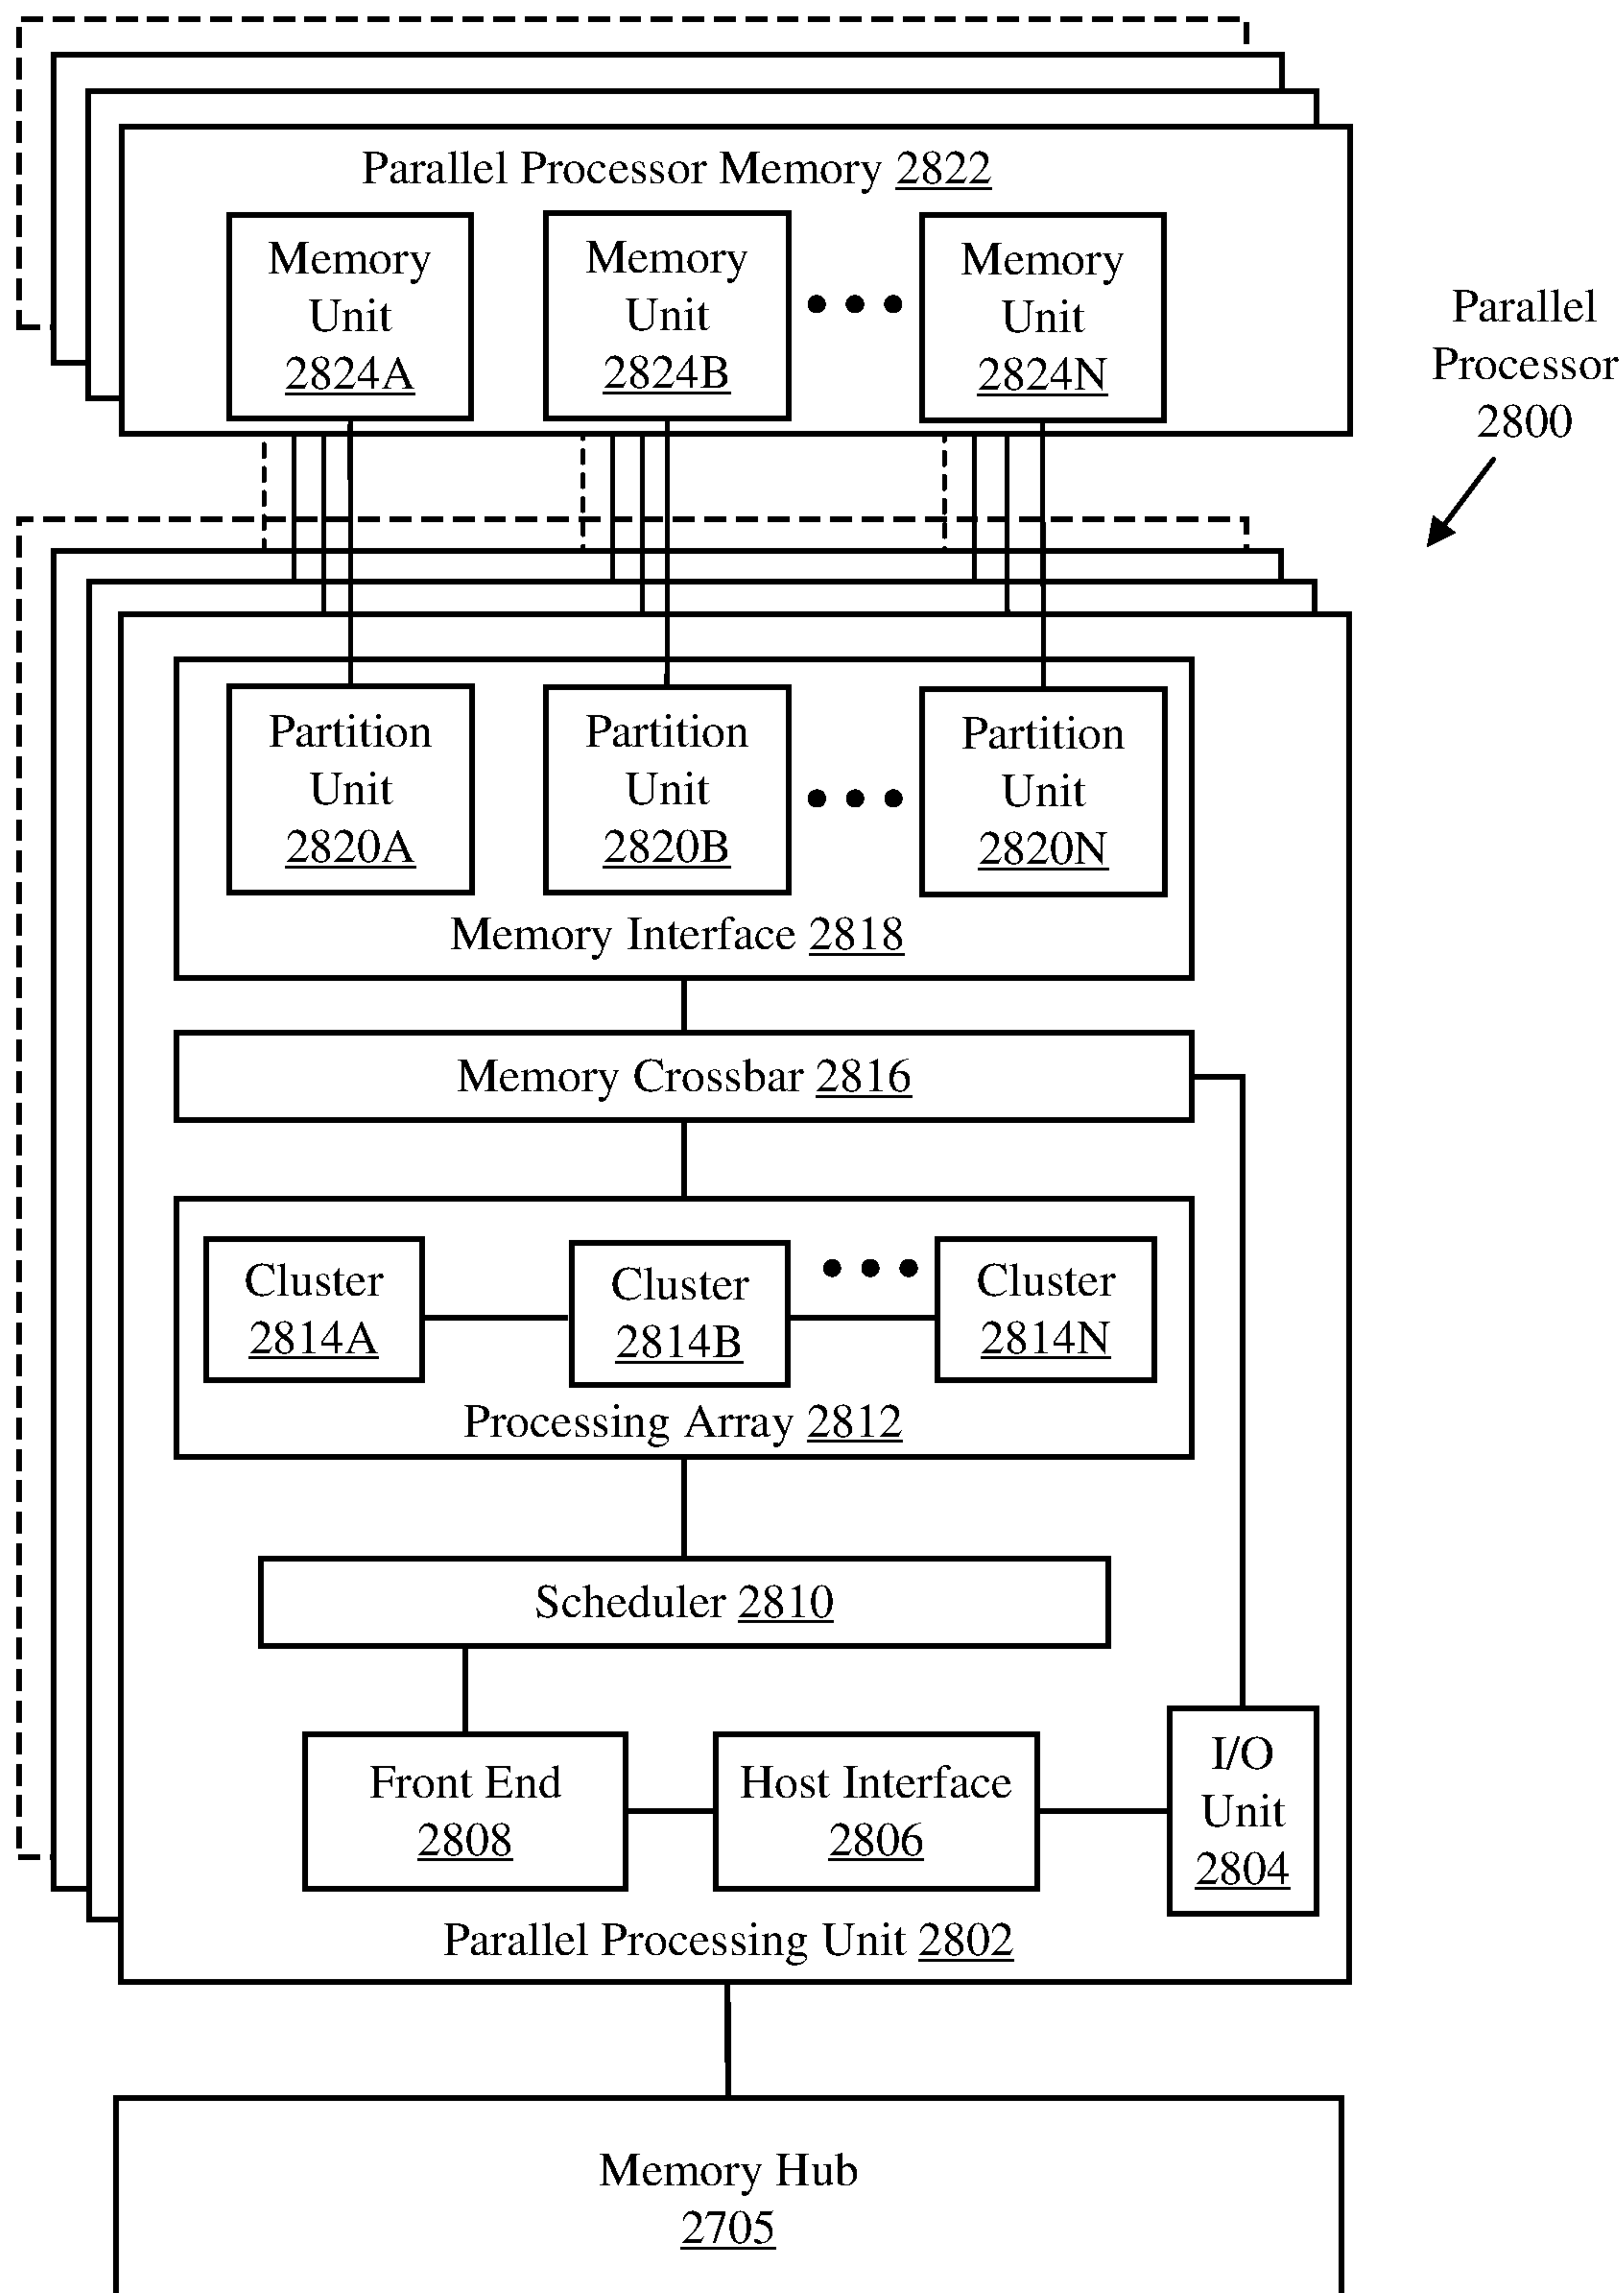 Parallel Processor Memory 2822
Memory
Unit
2824A
Memory
Unit
2824B
Memory
Unit
2824N
Parallel
Processor
2800
Partition
Unit
2820A
Partition
Unit
2820B
Partition
Unit
2820N
Memory Interface 2818
Memory Crossbar 2816
Cluster
2814A
Cluster
2814B
Cluster
2814N
Processing Array 2812
Scheduler 2810
Front End
2808
Host Interface
2806
I/O
Unit
2804
Parallel Processing Unit 2802
Memory Hub
2705